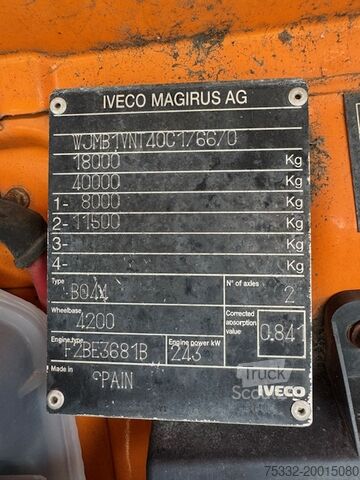 IVECO MAGIRUS AG
WJMB1VNT40C1/66/0
18000 Kg
40000 Kg
1- 8000 Kg
2- 11500 Kg
3- Kg
4- Kg
Type B044 N° of axles 2
Wheelbase 4200 Corrected absorption value 0.841
Engine type F2BE3681B Engine power kW 243
Made in SPAIN IVECO
Truck
75332-20015080